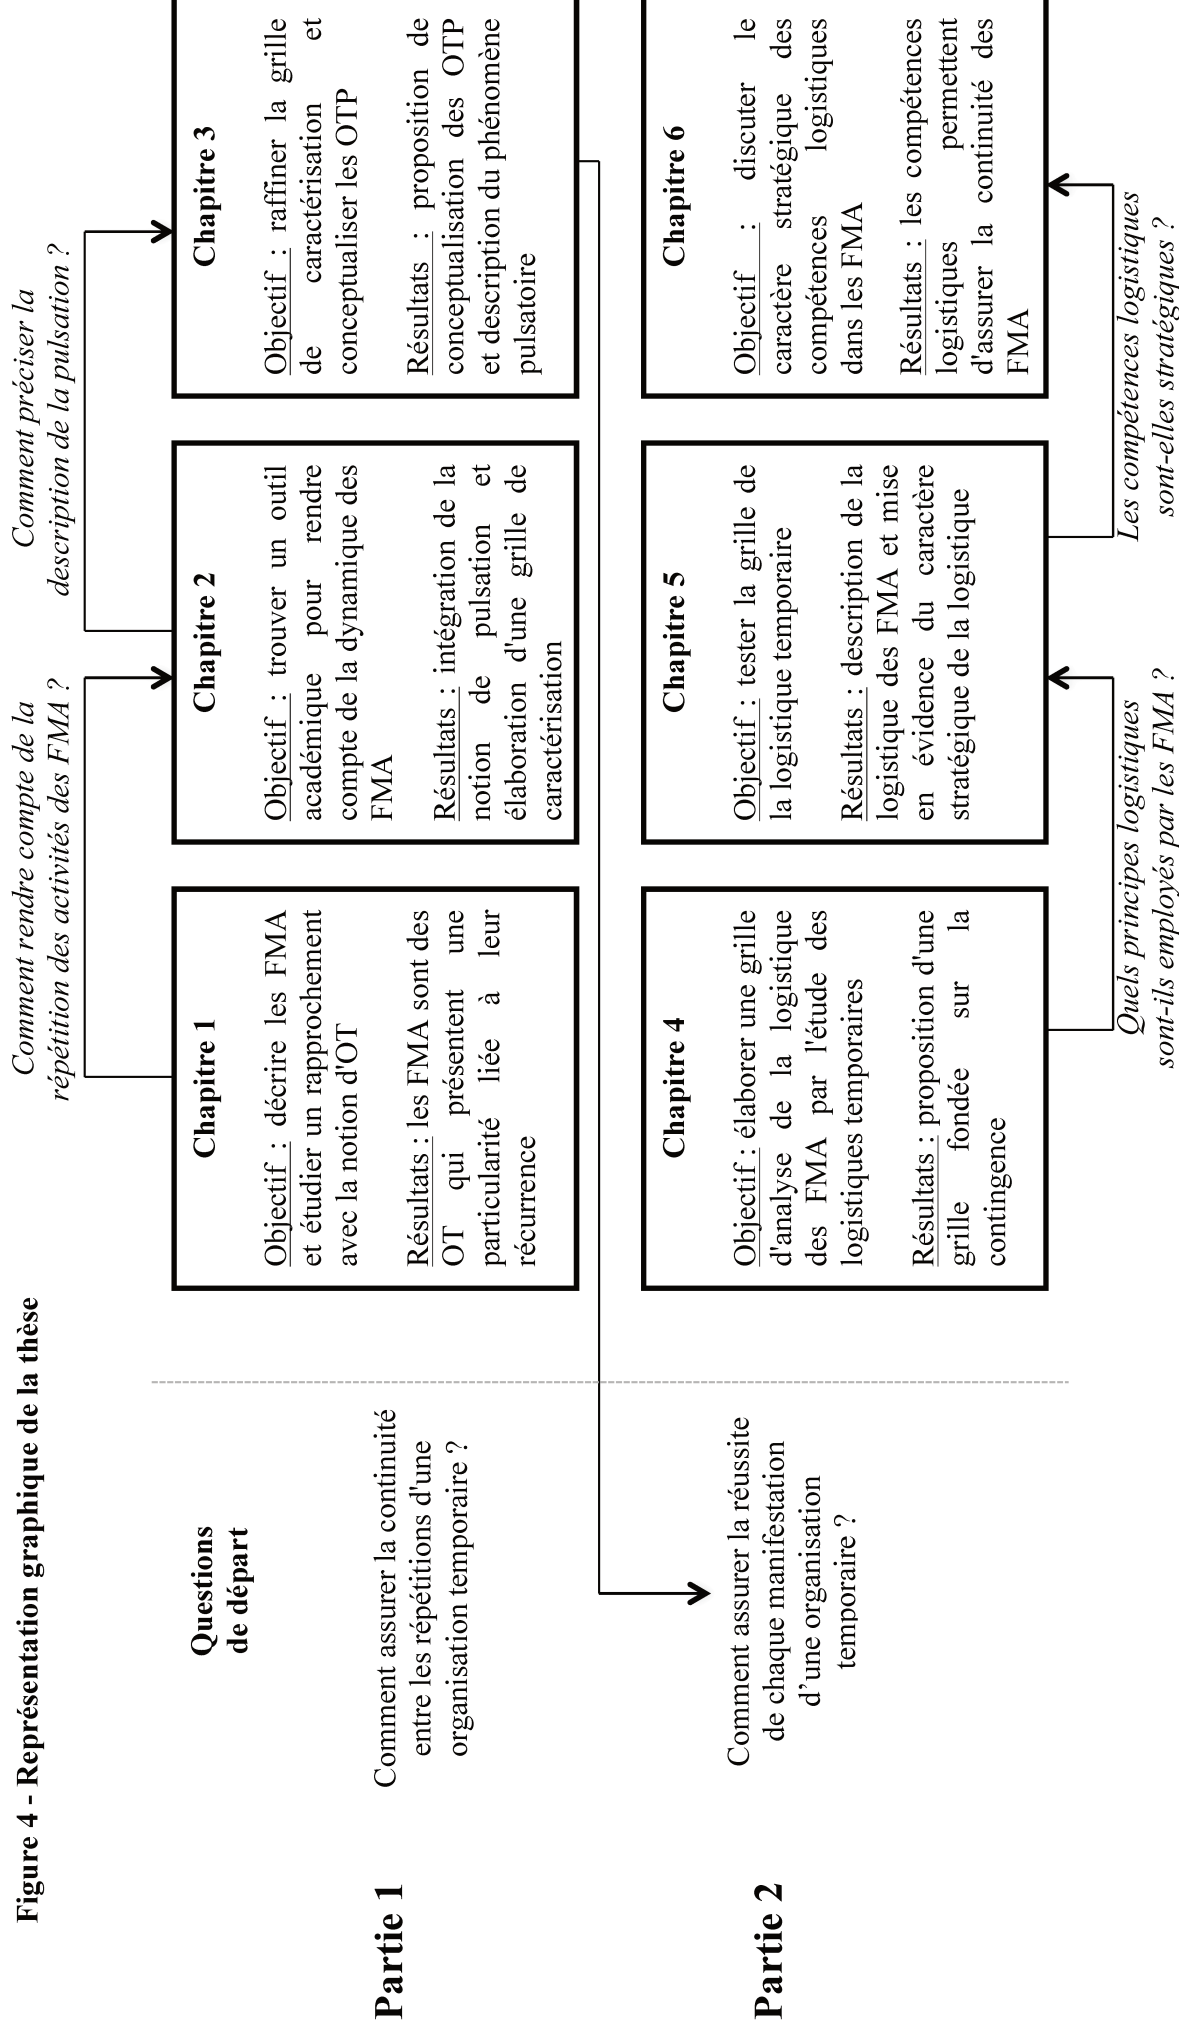 Figure 4 - Représentation graphique de la thèse
Comment rendre compte de la
répétition des activités des FMA ?
Comment préciser la
description de la pulsation ?
Questions
de départ
Partie 1
Comment assurer la continuité
entre les répétitions d'une
organisation temporaire ?
Chapitre 1
Objectif : décrire les FMA
et étudier un rapprochement
avec la notion d'OT
Résultats : les FMA sont des
OT qui présentent une
particularité liée à leur
récurrence
Chapitre 2
Objectif : trouver un outil
académique pour rendre
compte de la dynamique des
FMA
Résultats : intégration de la
notion de pulsation et
élaboration d'une grille de
caractérisation
Chapitre 3
Objectif : raffiner la grille
de caractérisation et
conceptualiser les OTP
Résultats : proposition de
conceptualisation des OTP
et description du phénomène
pulsatoire
Partie 2
Comment assurer la réussite
de chaque manifestation
d’une organisation
temporaire ?
Chapitre 4
Objectif : élaborer une grille
d'analyse de la logistique
des FMA par l'étude des
logistiques temporaires
Résultats : proposition d'une
grille fondée sur la
contingence
Chapitre 5
Objectif : tester la grille de
la logistique temporaire
Résultats : description de la
logistique des FMA et mise
en évidence du caractère
stratégique de la logistique
Chapitre 6
Objectif : discuter le
caractère stratégique des
compétences logistiques
dans les FMA
Résultats : les compétences
logistiques permettent
d'assurer la continuité des
FMA
Quels principes logistiques
sont-ils employés par les FMA ?
Les compétences logistiques
sont-elles stratégiques ?